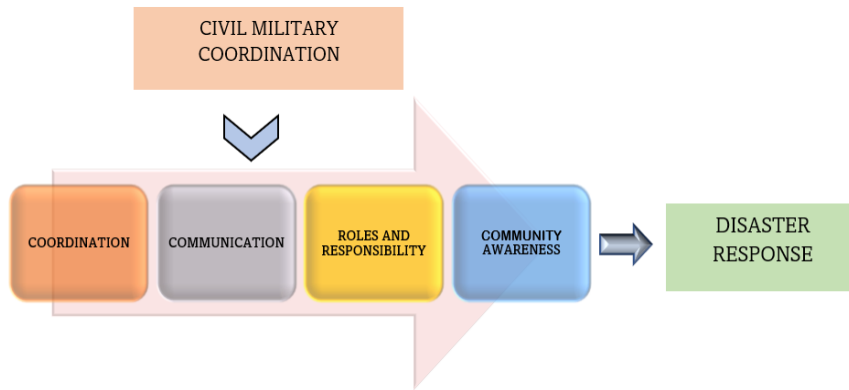 CIVIL MILITARY
COORDINATION
COORDINATION
COMMUNICATION
ROLES AND
RESPONSIBILITY
COMMUNITY
AWARENESS
DISASTER
RESPONSE